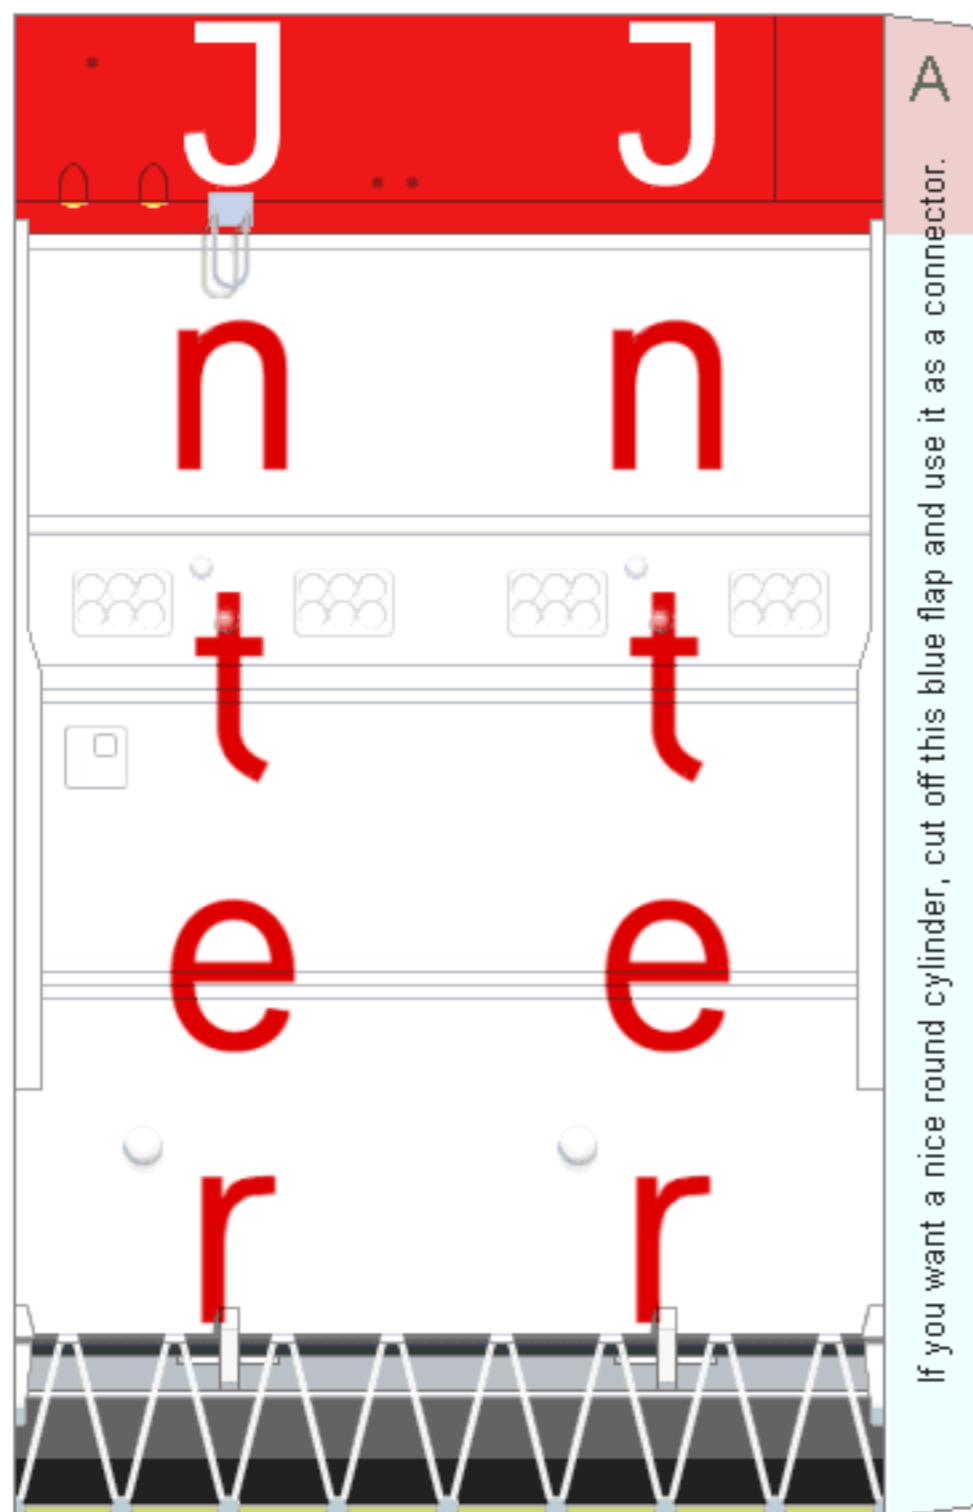 J J
n n
t t
e e
r r
A
If you want a nice round cylinder, cut off this blue flap and use it as a connector.